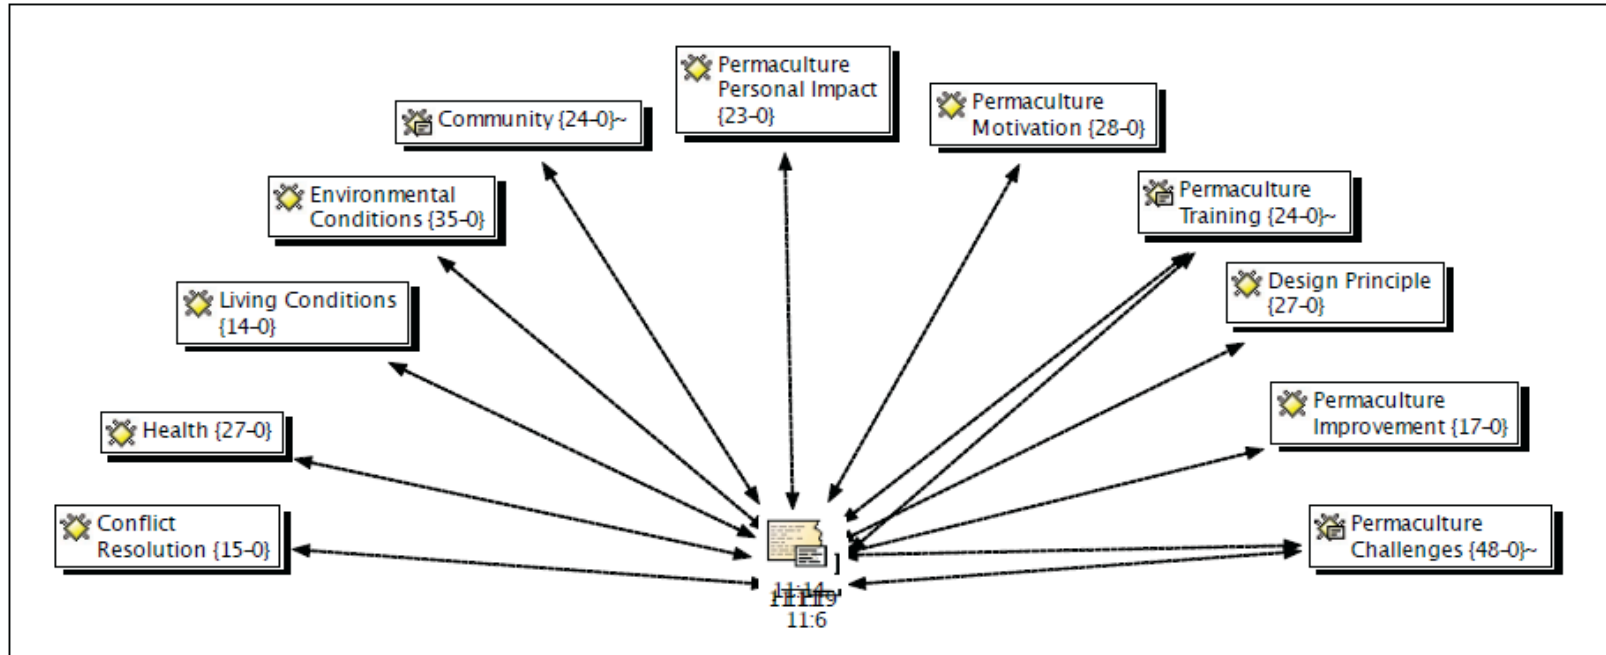 Permaculture
Personal Impact
{23-0}
Permaculture
Motivation {28-0}
Community {24-0}~
Permaculture
Training {24-0}~
Environmental
Conditions {35-0}
Design Principle
{27-0}
Living Conditions
{14-0}
Permaculture
Improvement {17-0}
Health {27-0}
Conflict
Resolution {15-0}
Permaculture
Challenges {48-0}~
11:14
11:6